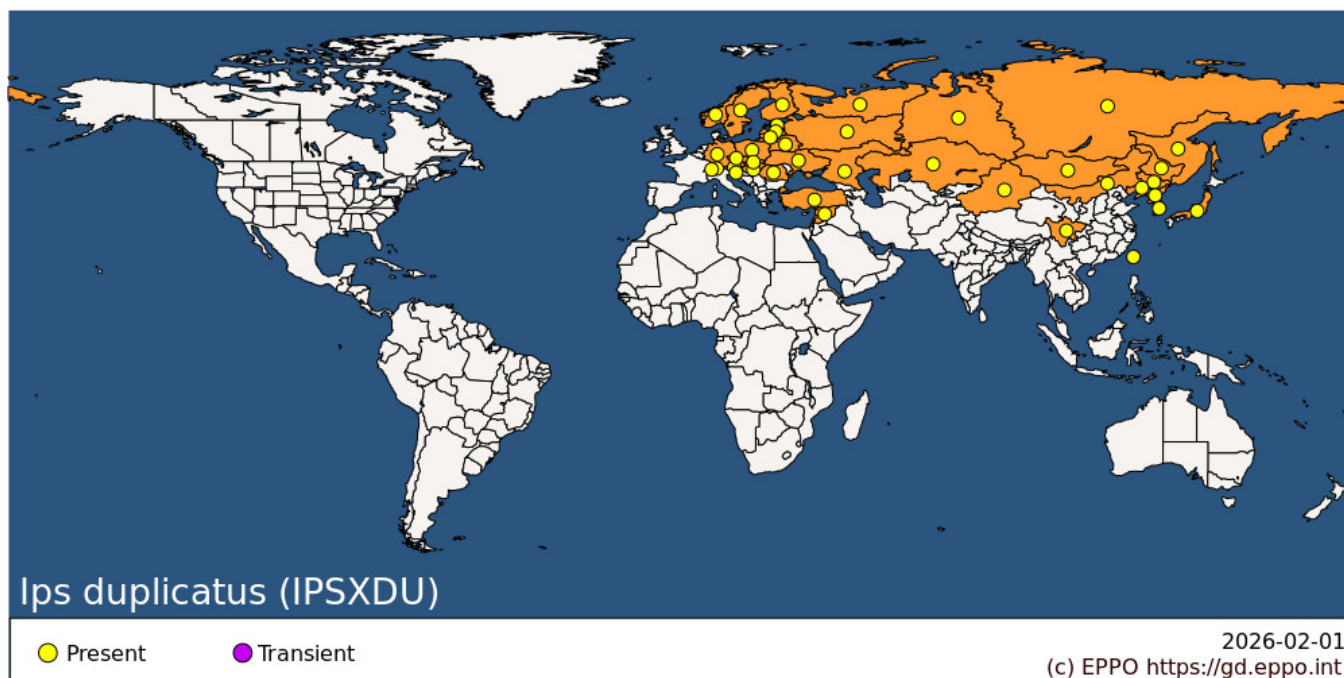 Ips duplicatus (IPSXDU)
Present
Transient
2026-02-01
(c) EPPO https://gd.eppo.int